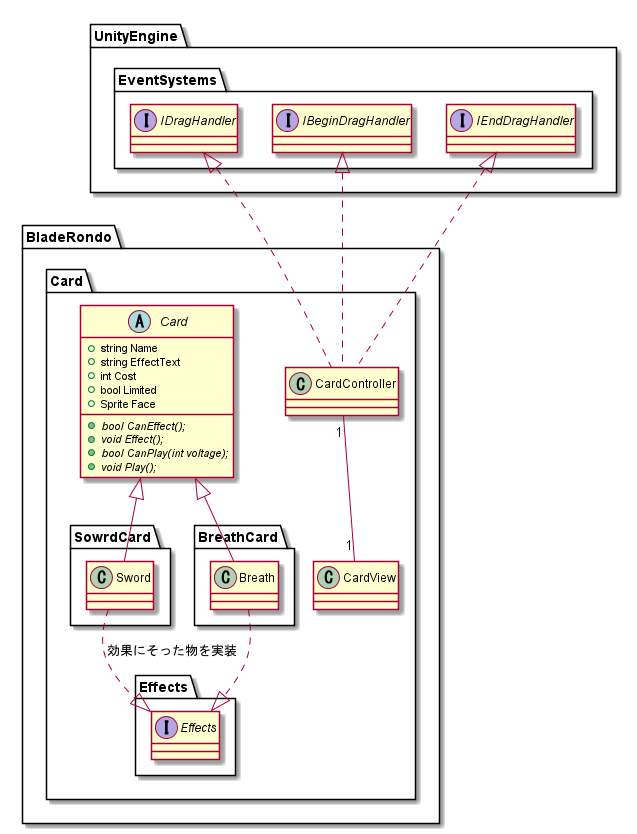 UnityEngine
EventSystems
I IDragHandler
I IBeginDragHandler
I IEndDragHandler
BladeRondo
Card
A Card
string Name
string EffectText
int Cost
bool Limited
Sprite Face
bool CanEffect();
void Effect();
bool CanPlay(int voltage);
void Play();
C CardController
1
1
SowrdCard
C Sword
BreathCard
C Breath
C CardView
効果にそった物を実装
Effects
I Effects